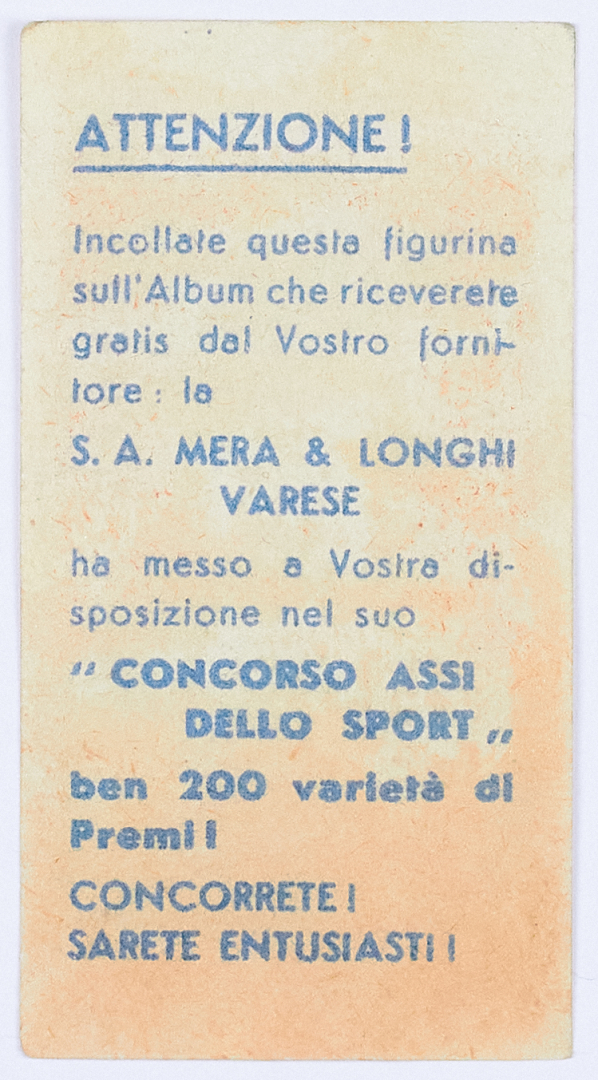 ATTENZIONE!
Incollate questa figurina
sull'Album che riceverete
gratis dal Vostro forni-
tore: la
S. A. MERA & LONGHI
VARESE
ha messo a Vostra di-
sposizione nel suo
“ CONCORSO ASSI
DELLO SPORT „
ben 200 varietà di
Premi!
CONCORRETE!
SARETE ENTUSIASTI!